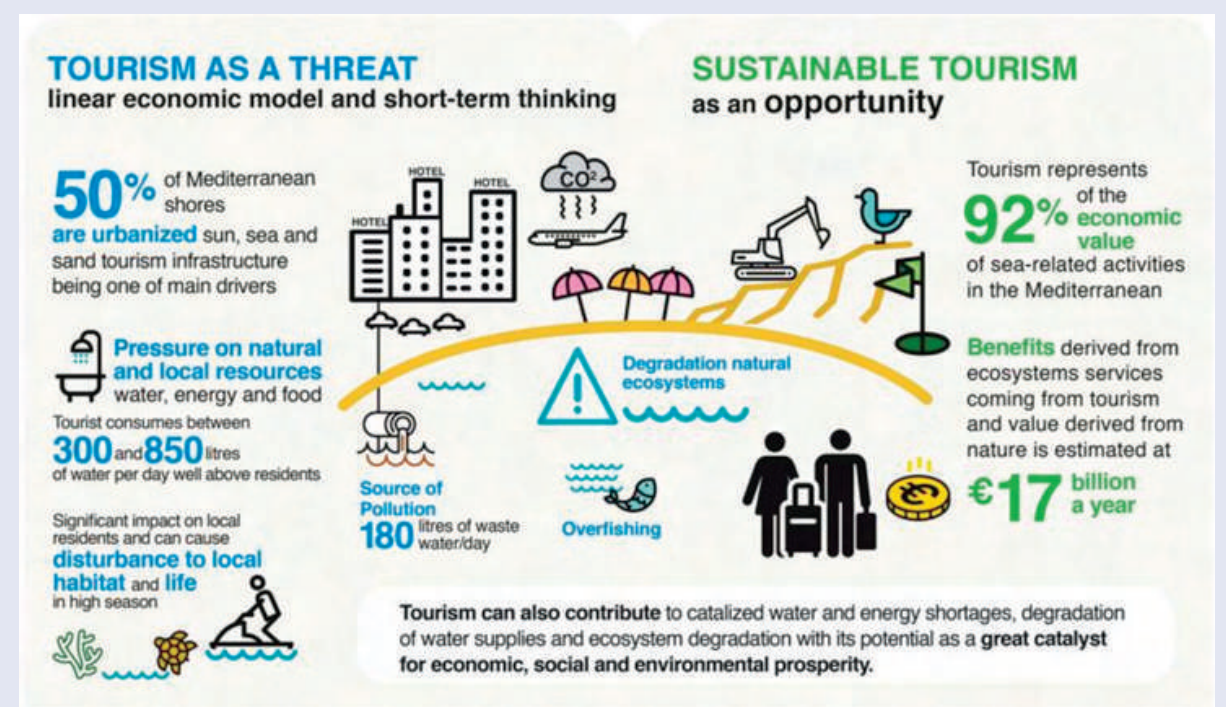 TOURISM AS A THREAT
linear economic model and short-term thinking
50% of Mediterranean
shores
are urbanized sun, sea and
sand tourism infrastructure
being one of main drivers
Pressure on natural
and local resources
water, energy and food
Tourist consumes between
300 and 850 litres
of water per day well above residents
Significant impact on local
residents and can cause
disturbance to local
habitat and life
in high season
HOTEL
HOTEL
HOTEL
CO2
Source of
Pollution
180 litres of waste
water/day
Degradation natural
ecosystems
Overfishing
SUSTAINABLE TOURISM
as an opportunity
Tourism represents
92% of the
economic
value
of sea-related activities
in the Mediterranean
Benefits derived from
ecosystems services
coming from tourism
and value derived from
nature is estimated at
€17 billion
a year
€
Tourism can also contribute to catalized water and energy shortages, degradation
of water supplies and ecosystem degradation with its potential as a great catalyst
for economic, social and environmental prosperity.